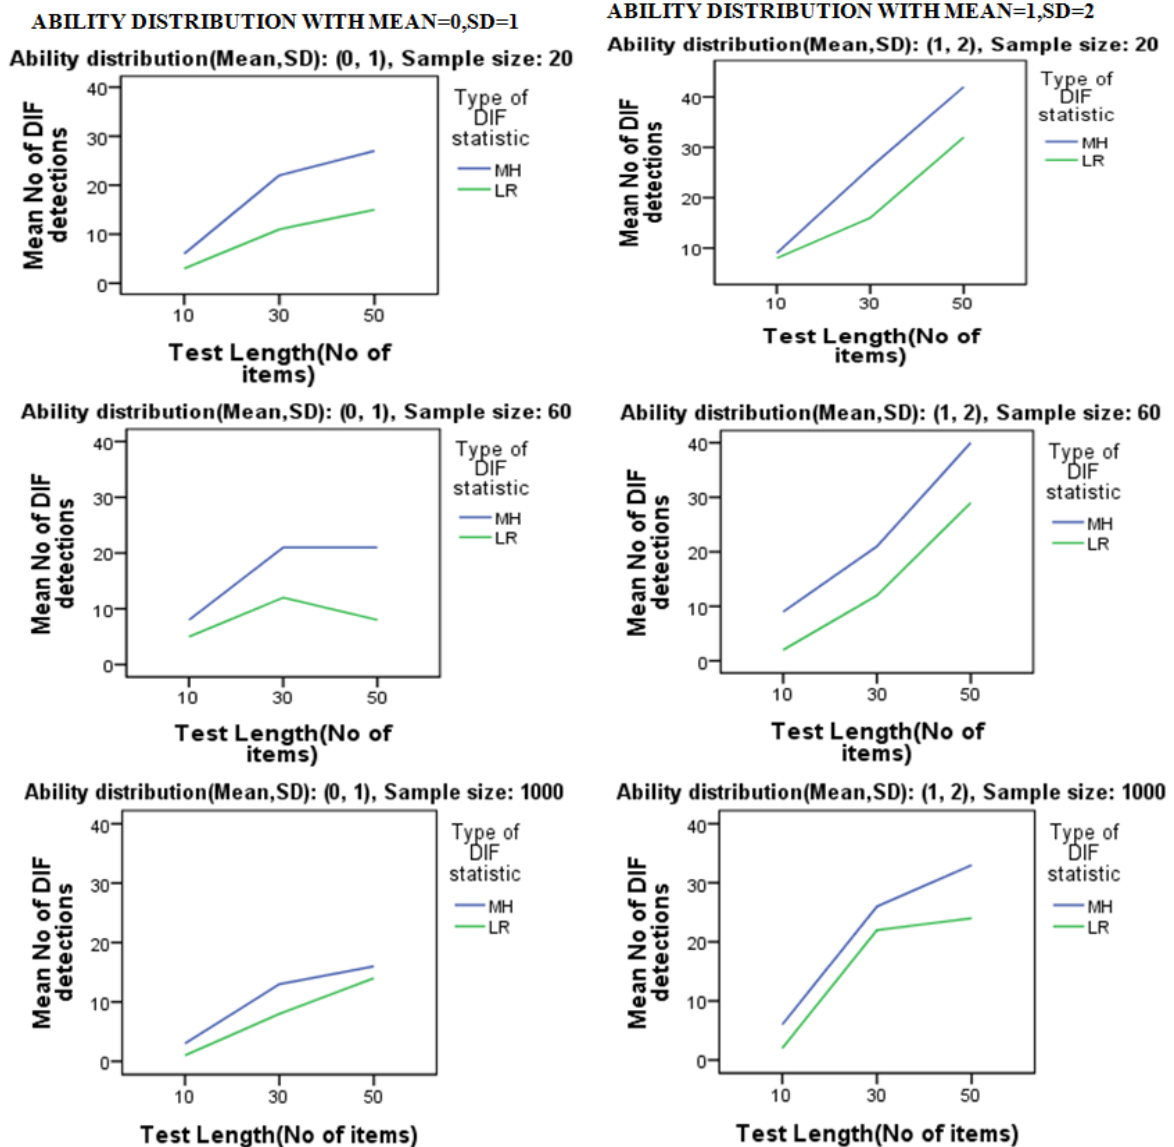 ABILITY DISTRIBUTION WITH MEAN=0,SD=1
Ability distribution(Mean,SD): (0, 1), Sample size: 20
Mean No of DIF
detections
40
30
20
10
0
10 30 50
Test Length(No of
items)
Type of
DIF
statistic
MH
LR
ABILITY DISTRIBUTION WITH MEAN=1,SD=2
Ability distribution(Mean,SD): (1, 2), Sample size: 20
Mean No of DIF
detections
40
30
20
10
10 30 50
Test Length(No of
items)
Type of
DIF
statistic
MH
LR
Ability distribution(Mean,SD): (0, 1), Sample size: 60
Mean No of DIF
detections
40
30
20
10
0
10 30 50
Test Length(No of
items)
Type of
DIF
statistic
MH
LR
Ability distribution(Mean,SD): (1, 2), Sample size: 60
Mean No of DIF
detections
40
30
20
10
0
10 30 50
Test Length(No of
items)
Type of
DIF
statistic
MH
LR
Ability distribution(Mean,SD): (0, 1), Sample size: 1000
Mean No of DIF
detections
40
30
20
10
0
10 30 50
Test Length(No of items)
Type of
DIF
statistic
MH
LR
Ability distribution(Mean,SD): (1, 2), Sample size: 1000
Mean No of DIF
detections
40
30
20
10
0
10 30 50
Test Length(No of items)
Type of
DIF
statistic
MH
LR